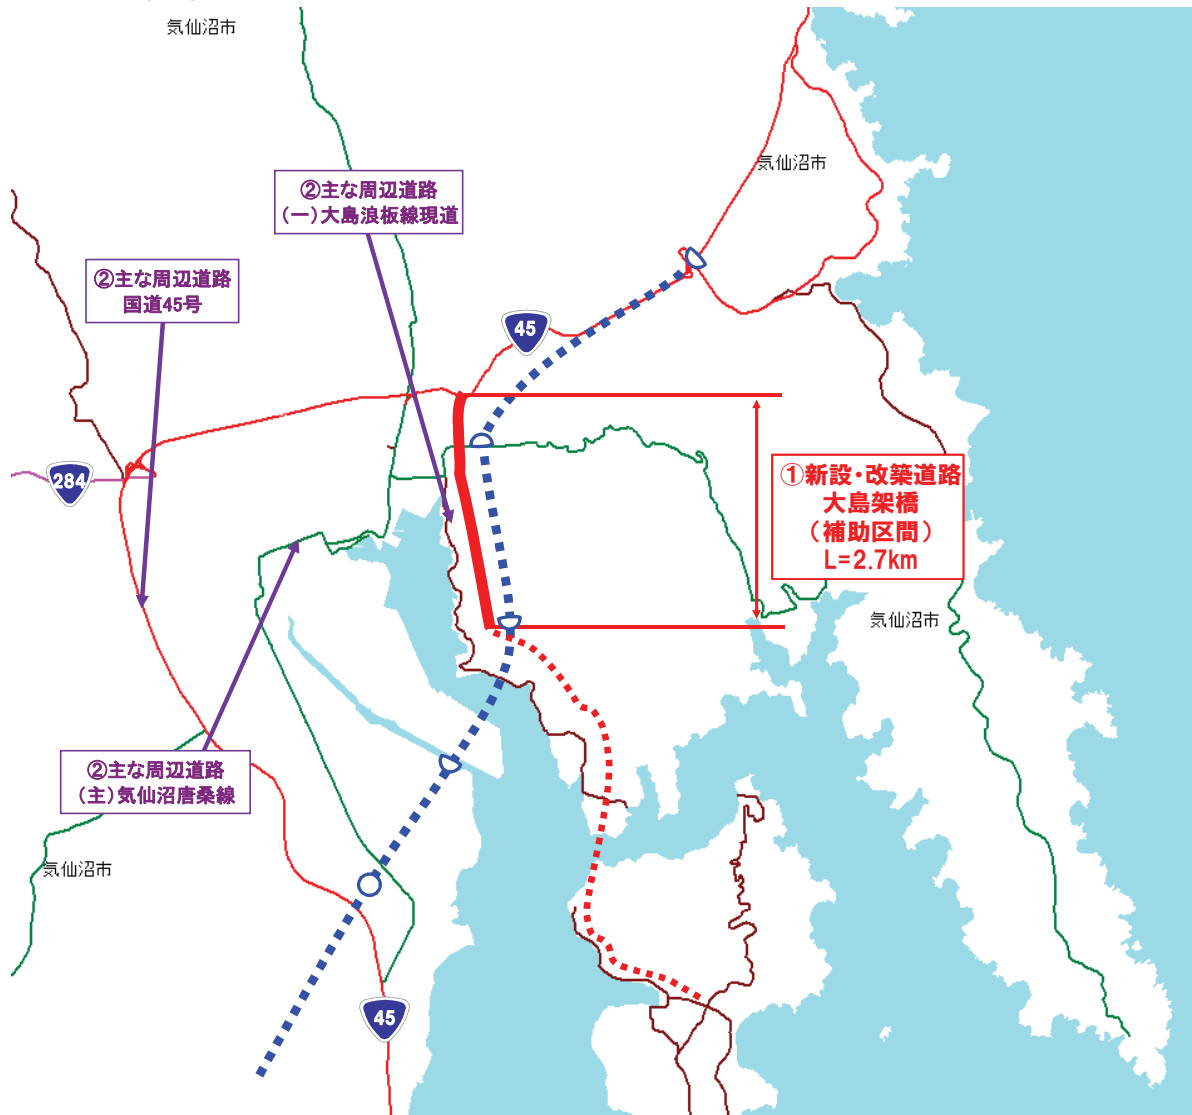 気仙沼市
気仙沼市
②主な周辺道路
(一)大島浪板線現道
②主な周辺道路
国道45号
45
284
①新設・改築道路
大島架橋
(補助区間)
L=2.7km
気仙沼市
②主な周辺道路
(主)気仙沼唐桑線
気仙沼市
45